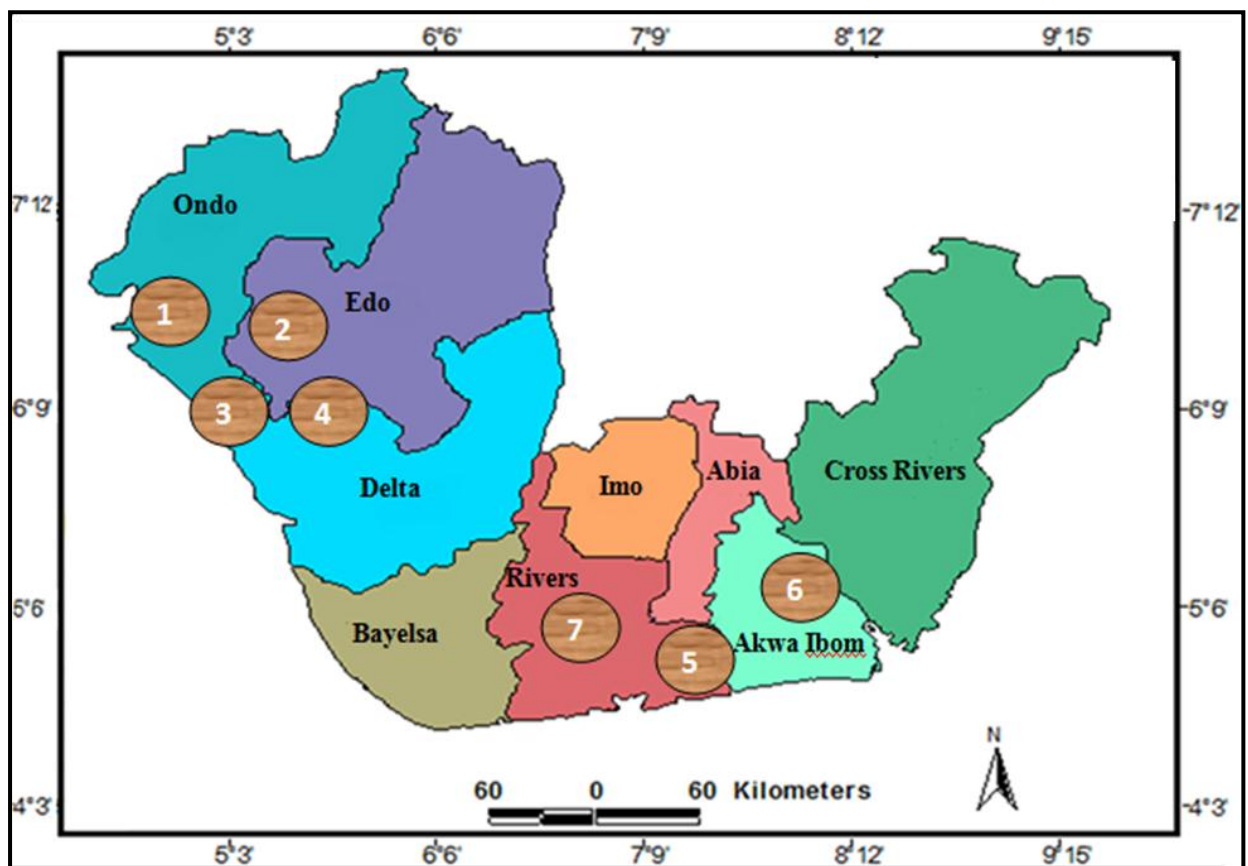 5°3' 6°6' 7°9' 8°12' 9°15'
7°12' 7°12'
Ondo
Edo
1
2
6°9' 6°9'
3
4
Delta
Imo
Abia
Cross Rivers
5°6' 5°6'
Rivers
6
Bayelsa
7
5
Akwa Ibom
N
60 0 60 Kilometers
4°3' 4°3'
5°3' 6°6' 7°9' 8°12' 9°15'